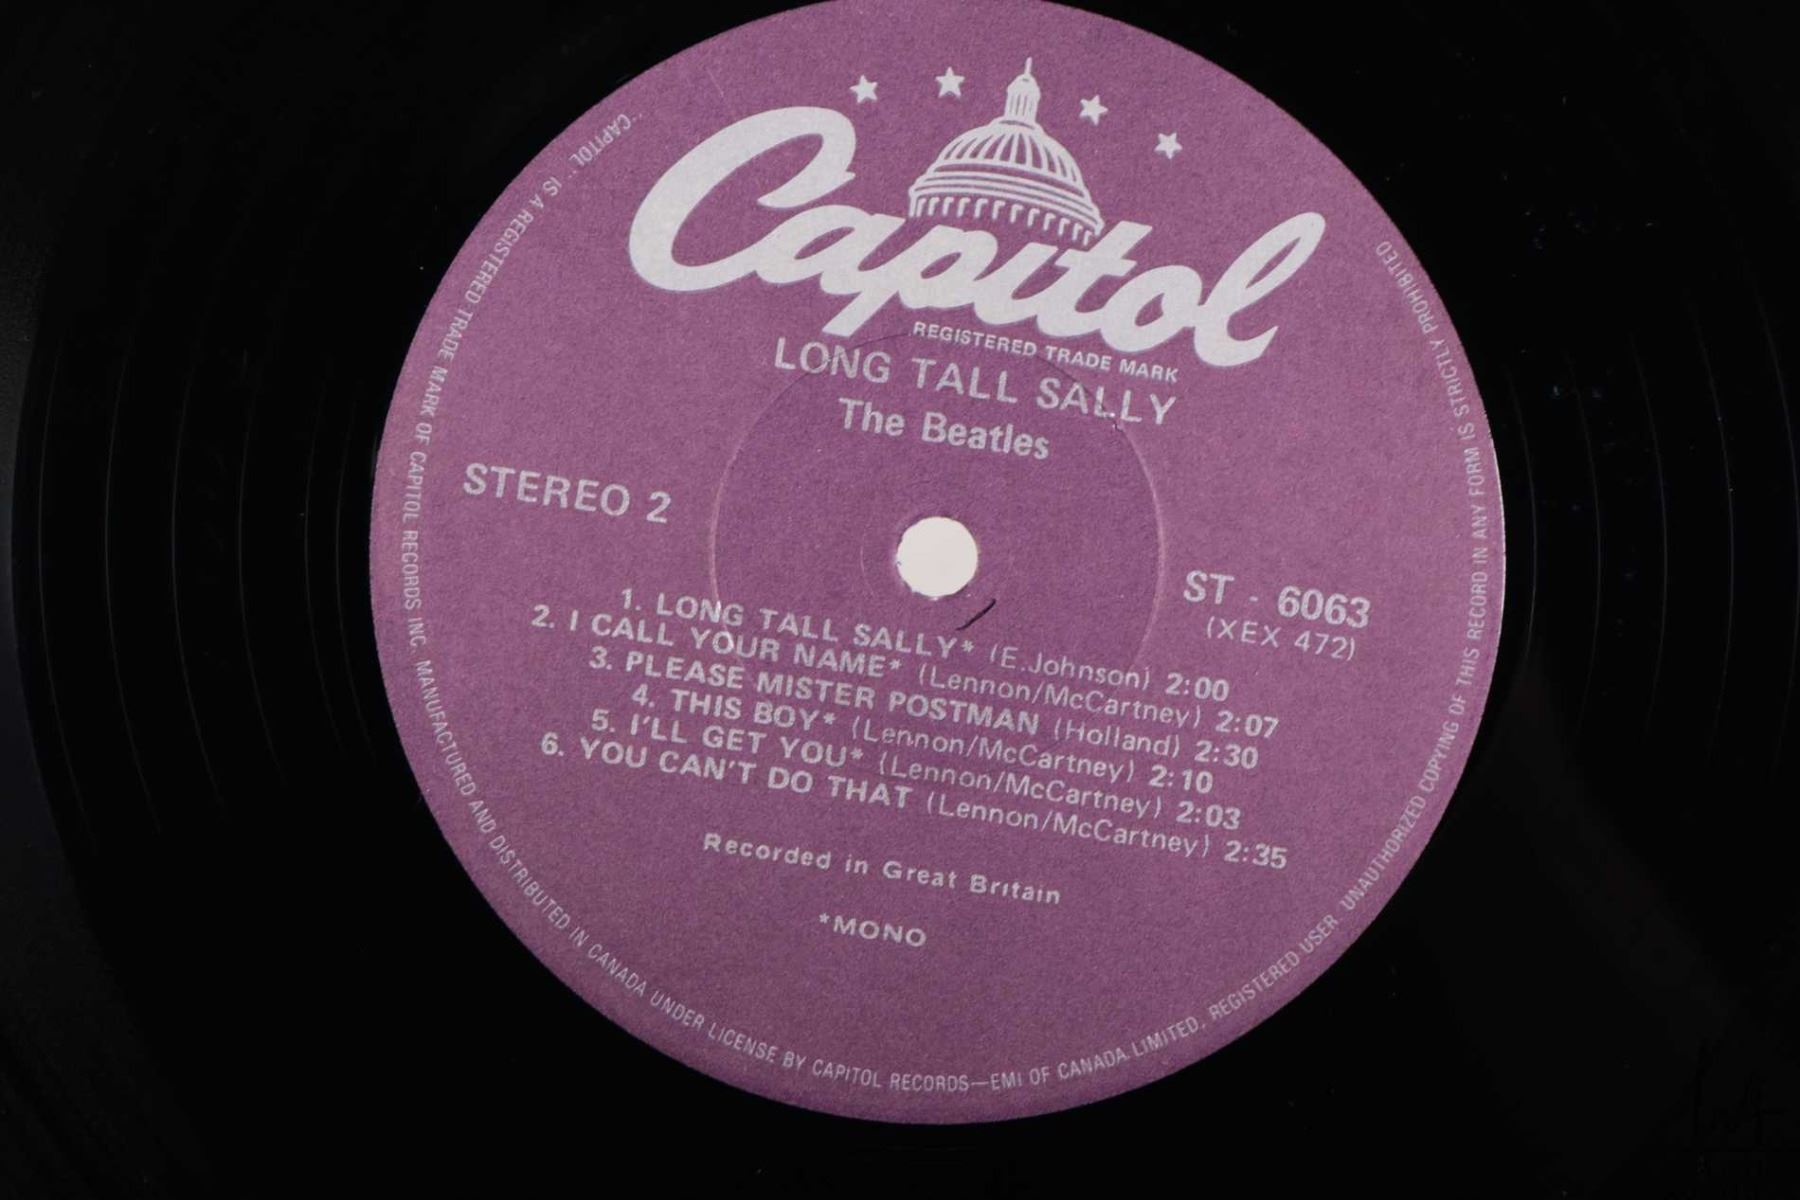 Capitol
REGISTERED TRADE MARK
LONG TALL SALLY
The Beatles
STEREO 2
ST - 6063
(XEX 472)
1. LONG TALL SALLY* (E.Johnson) 2:00
2. I CALL YOUR NAME* (Lennon/McCartney) 2:07
3. PLEASE MISTER POSTMAN (Holland) 2:30
4. THIS BOY* (Lennon/McCartney) 2:10
5. I'LL GET YOU* (Lennon/McCartney) 2:03
6. YOU CAN'T DO THAT (Lennon/McCartney) 2:35
Recorded in Great Britain
*MONO
"CAPITOL" IS A REGISTERED TRADE MARK OF CAPITOL RECORDS INC. MANUFACTURED AND DISTRIBUTED IN CANADA UNDER LICENSE BY CAPITOL RECORDS—EMI OF CANADA LIMITED, REGISTERED USER. UNAUTHORIZED COPYING OF THIS RECORD IN ANY FORM IS STRICTLY PROHIBITED